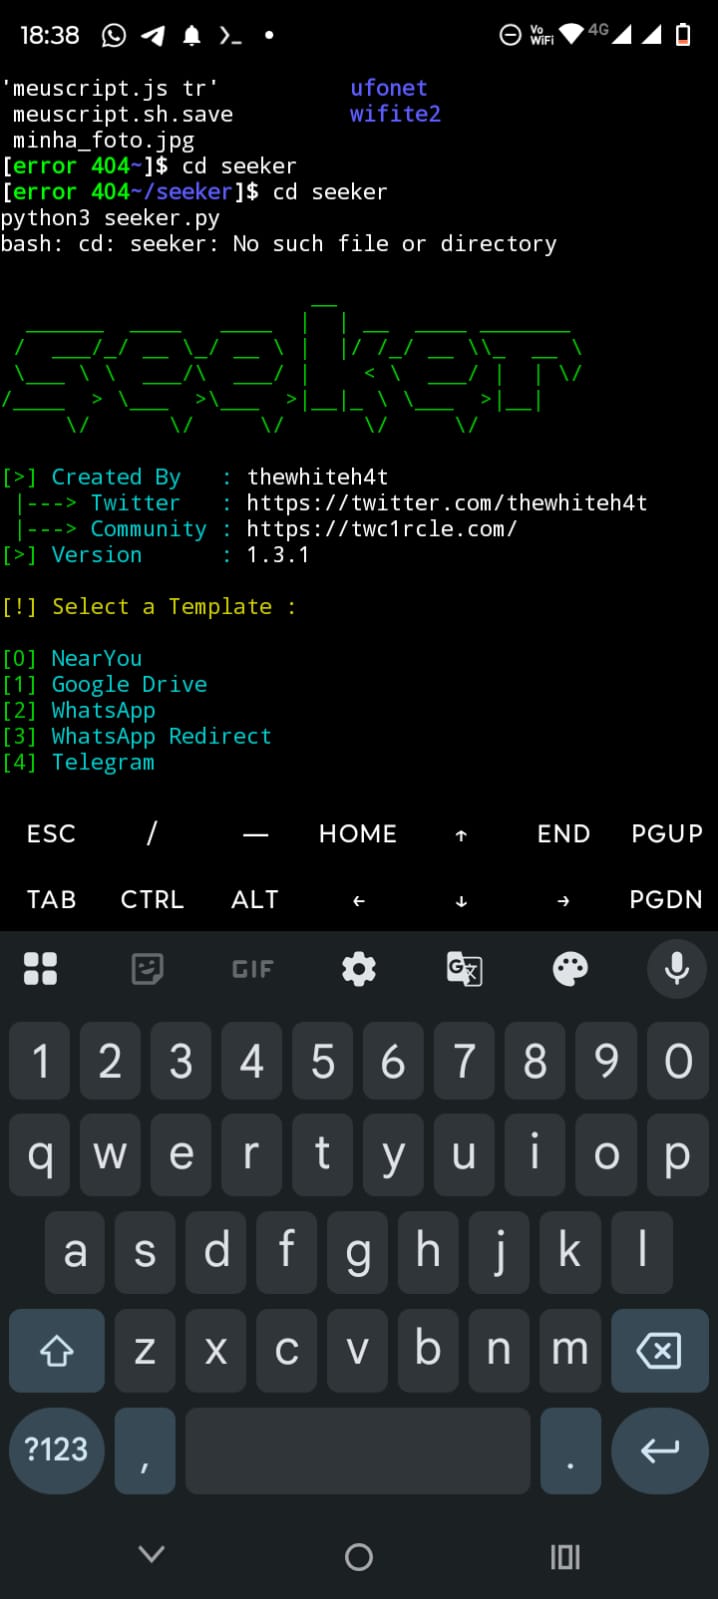 18:38 Vo WiFi 4G
'meuscript.js tr' ufonet
meuscript.sh.save wifite2
minha_foto.jpg
[error 404~]$ cd seeker
[error 404~/seeker]$ cd seeker
python3 seeker.py
bash: cd: seeker: No such file or directory
seeker
[>] Created By : thewhiteh4t
|---> Twitter : https://twitter.com/thewhiteh4t
|---> Community : https://twc1rcle.com/
[>] Version : 1.3.1
[!] Select a Template :
[0] NearYou
[1] Google Drive
[2] WhatsApp
[3] WhatsApp Redirect
[4] Telegram
ESC / — HOME ↑ END PGUP
TAB CTRL ALT ← ↓ → PGDN
GIF G文
1 2 3 4 5 6 7 8 9 0
q w e r t y u i o p
a s d f g h j k l
z x c v b n m
?123 , .